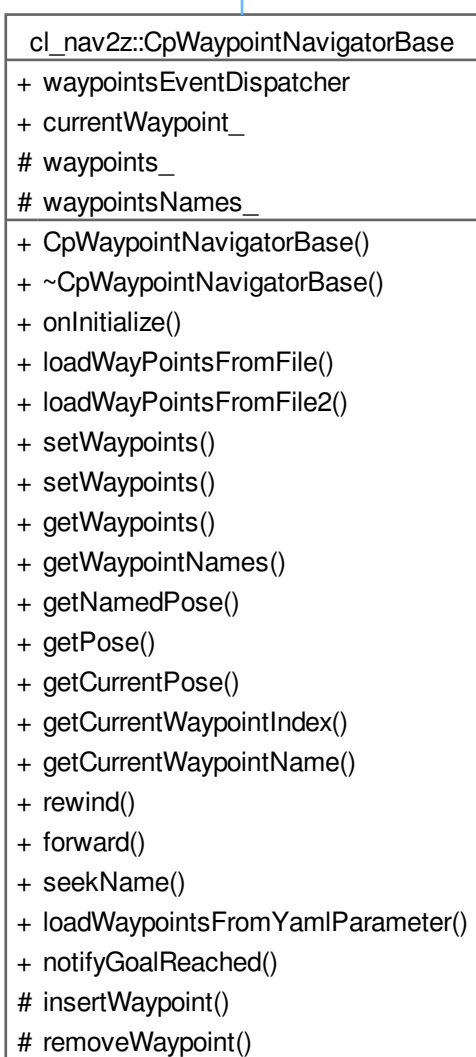 cl_nav2z::CpWaypointNavigatorBase
+ waypointsEventDispatcher
+ currentWaypoint_
# waypoints_
# waypointsNames_
+ CpWaypointNavigatorBase()
+ ~CpWaypointNavigatorBase()
+ onInitialize()
+ loadWayPointsFromFile()
+ loadWayPointsFromFile2()
+ setWaypoints()
+ setWaypoints()
+ getWaypoints()
+ getWaypointNames()
+ getNamedPose()
+ getPose()
+ getCurrentPose()
+ getCurrentWaypointIndex()
+ getCurrentWaypointName()
+ rewind()
+ forward()
+ seekName()
+ loadWaypointsFromYamlParameter()
+ notifyGoalReached()
# insertWaypoint()
# removeWaypoint()